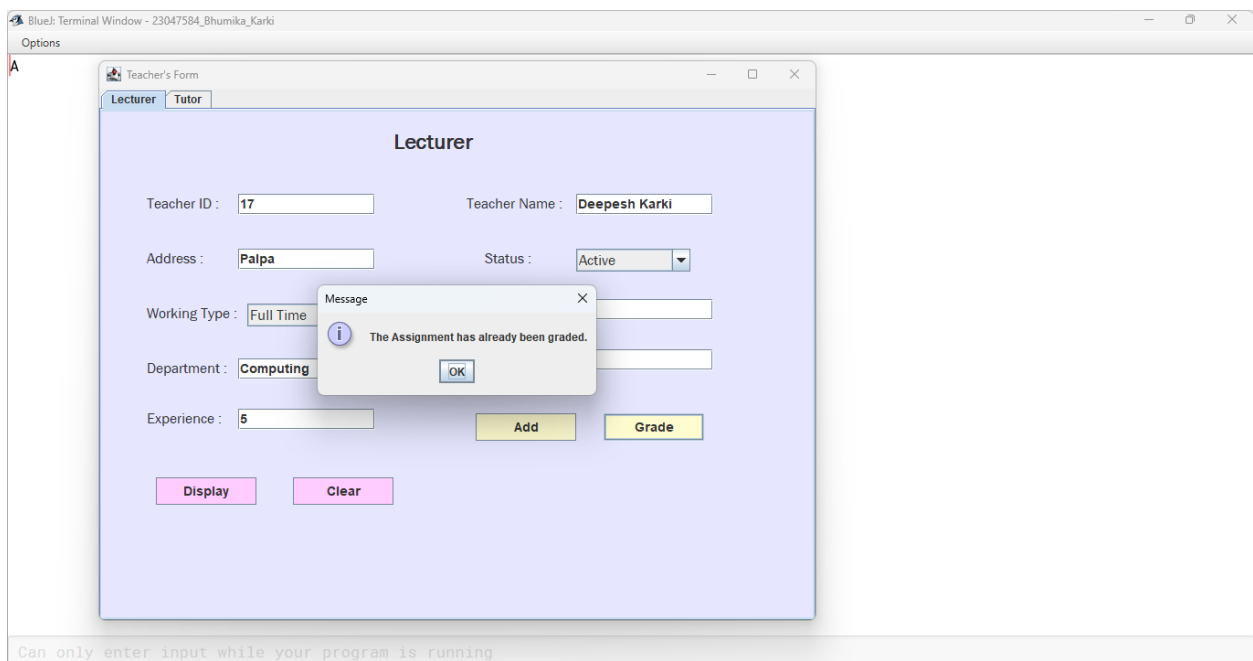 BlueJ: Terminal Window - 23047584_Bhumika_Karki
Options
A
Teacher's Form
Lecturer Tutor
Lecturer
Teacher ID : 17 Teacher Name : Deepesh Karki
Address : Palpa Status : Active
Message
Working Type : Full Time
The Assignment has already been graded.
OK
Department : Computing
Experience : 5
Add Grade
Display Clear
Can only enter input while your program is running